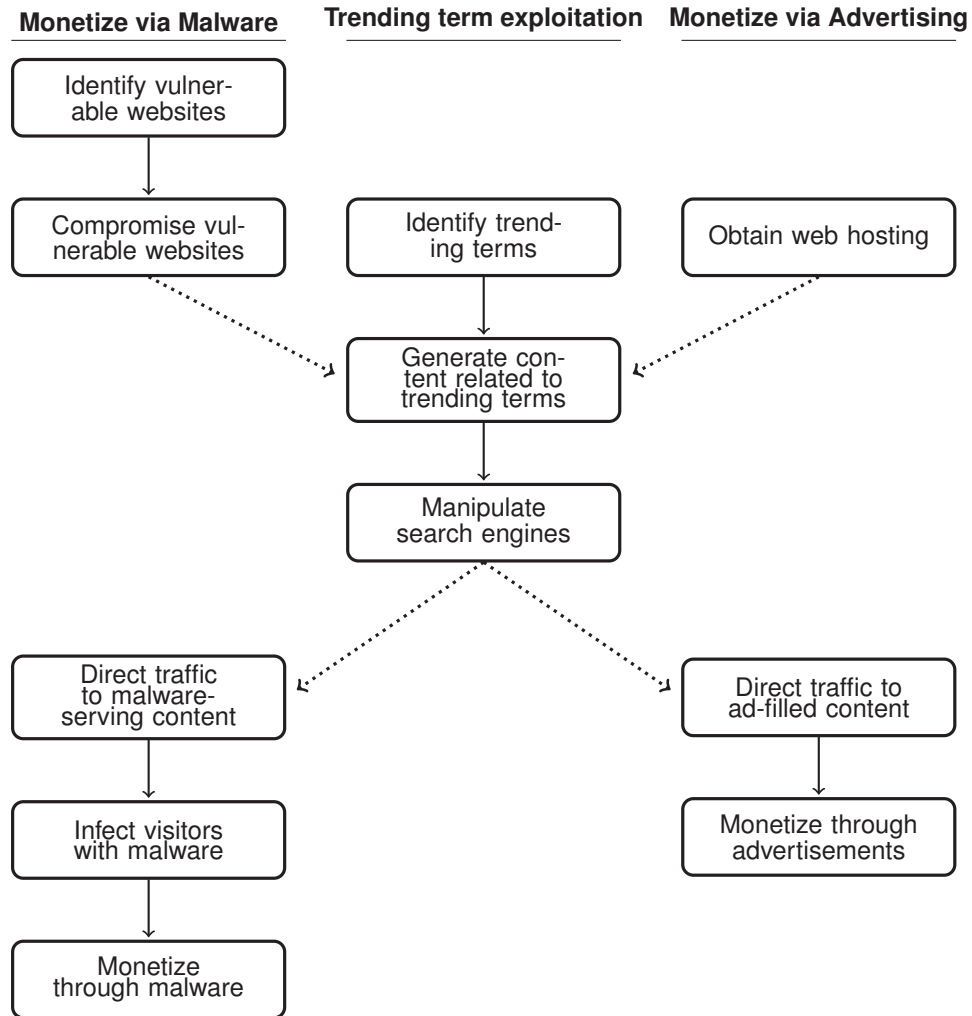 Monetize via Malware
Trending term exploitation
Monetize via Advertising
Identify vulner-
able websites
Compromise vul-
nerable websites
Identify trend-
ing terms
Obtain web hosting
Generate con-
tent related to
trending terms
Manipulate
search engines
Direct traffic
to malware-
serving content
Direct traffic to
ad-filled content
Infect visitors
with malware
Monetize through
advertisements
Monetize
through malware